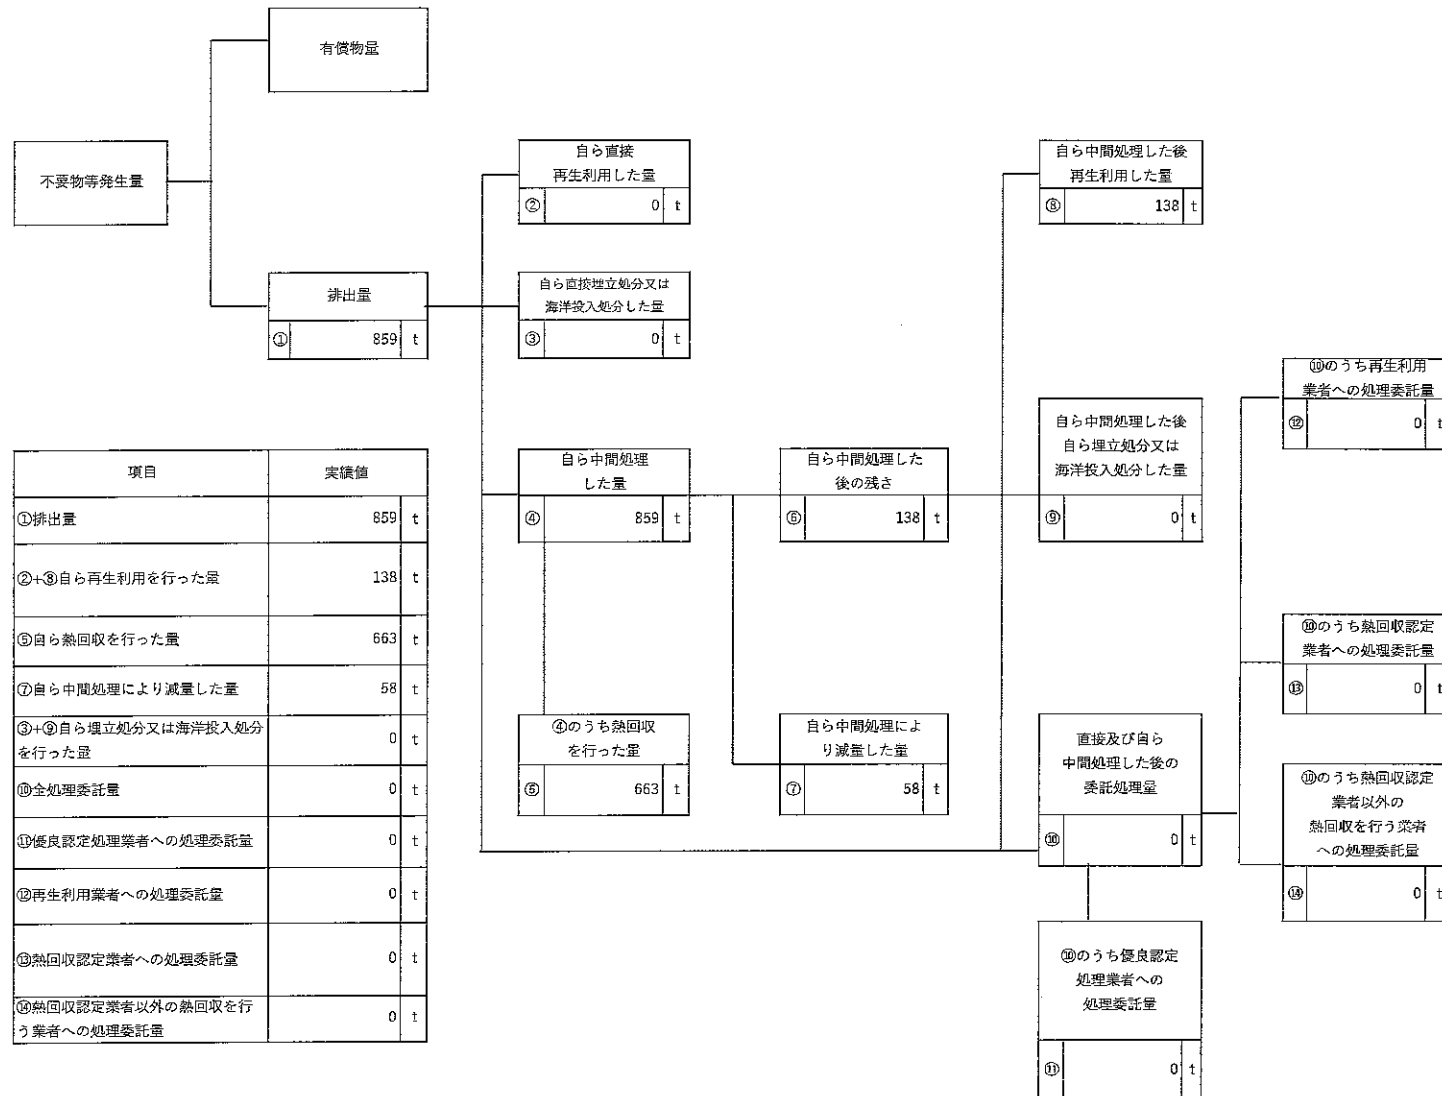 有償物量
不要物等発生量
排出量
① 859 t
自ら直接
再生利用した量
② 0 t
自ら直接埋立処分又は
海洋投入処分した量
③ 0 t
自ら中間処理
した量
④ 859 t
④のうち熱回収
を行った量
⑤ 663 t
自ら中間処理した
後の残さ
⑥ 138 t
自ら中間処理によ
り減量した量
⑦ 58 t
自ら中間処理した後
再生利用した量
⑧ 138 t
自ら中間処理した後
自ら埋立処分又は
海洋投入処分した量
⑨ 0 t
直接及び自ら
中間処理した後の
委託処理量
⑩ 0 t
⑩のうち優良認定
処理業者への
処理委託量
⑪ 0 t
⑩のうち再生利用
業者への処理委託量
⑫ 0 t
⑩のうち熱回収認定
業者への処理委託量
⑬ 0 t
⑩のうち熱回収認定
業者以外の
熱回収を行う業者
への処理委託量
⑭ 0 t
項目 実績値
①排出量 859 t
②+⑧自ら再生利用を行った量 138 t
⑤自ら熱回収を行った量 663 t
⑦自ら中間処理により減量した量 58 t
③+⑨自ら埋立処分又は海洋投入処分
を行った量 0 t
⑩全処理委託量 0 t
⑪優良認定処理業者への処理委託量 0 t
⑫再生利用業者への処理委託量 0 t
⑬熱回収認定業者への処理委託量 0 t
⑭熱回収認定業者以外の熱回収を行
う業者への処理委託量 0 t